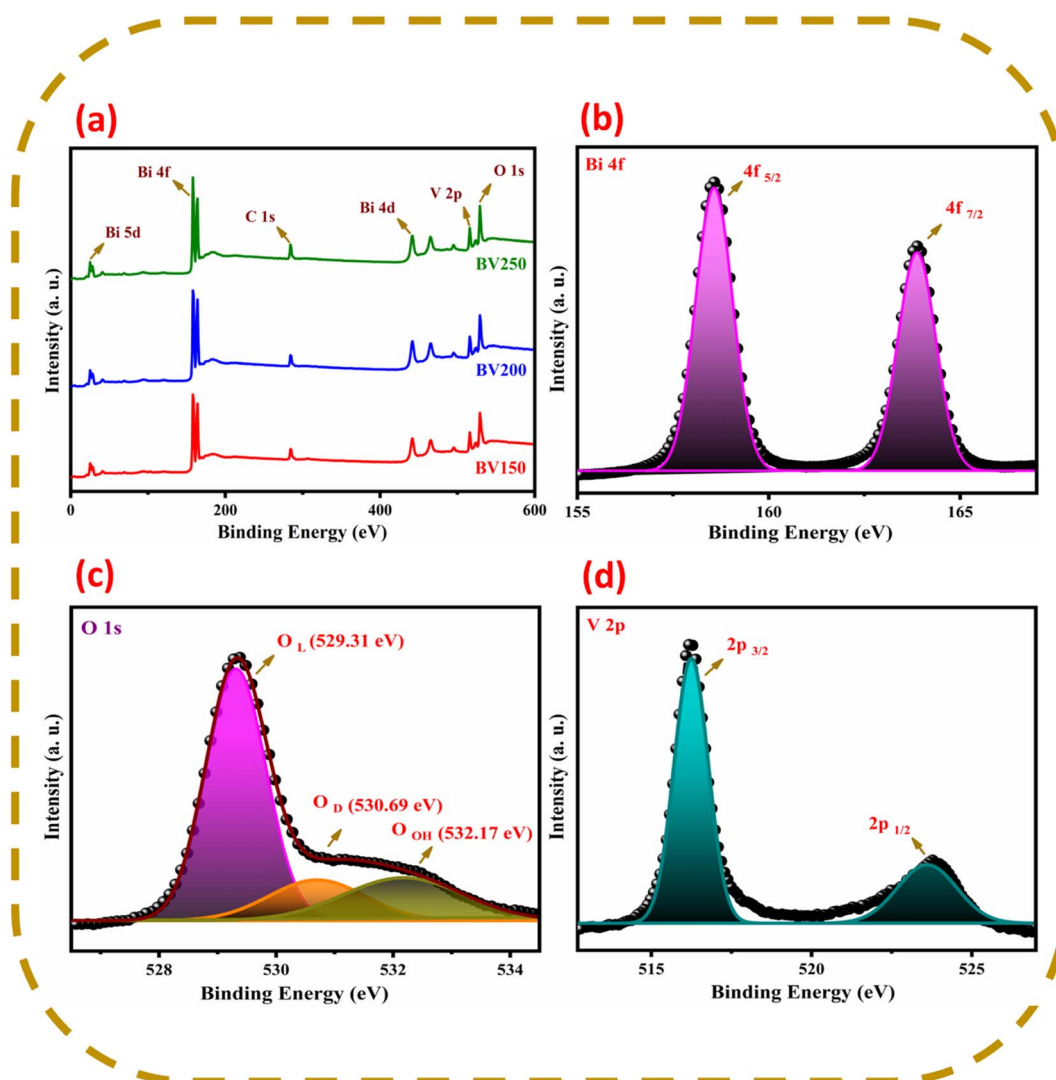 (a)
Intensity (a. u.)
Bi 5d
Bi 4f
C 1s
Bi 4d
V 2p
O 1s
BV250
BV200
BV150
0
200
400
600
Binding Energy (eV)
(b)
Intensity (a. u.)
Bi 4f
4f 5/2
4f 7/2
155
160
165
Binding Energy (eV)
(c)
Intensity (a. u.)
O 1s
O L (529.31 eV)
O D (530.69 eV)
O OH (532.17 eV)
528
530
532
534
Binding Energy (eV)
(d)
Intensity (a. u.)
V 2p
2p 3/2
2p 1/2
515
520
525
Binding Energy (eV)